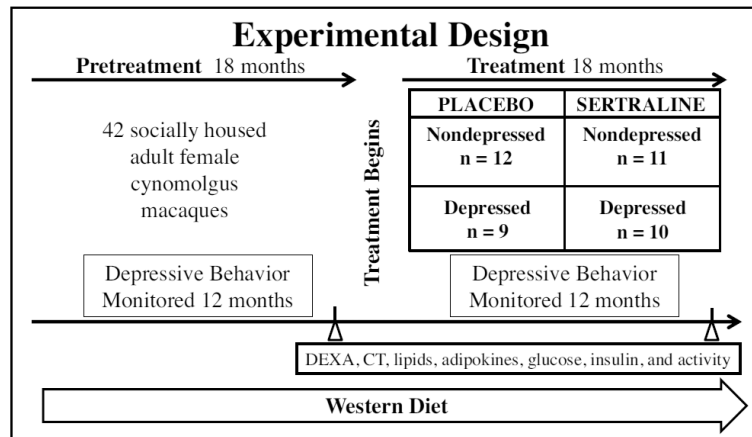 Experimental Design
Pretreatment 18 months
Treatment 18 months
42 socially housed
adult female
cynomolgus
macaques
Treatment Begins
PLACEBO SERTRALINE
Nondepressed Nondepressed
n = 12 n = 11
Depressed Depressed
n = 9 n = 10
Depressive Behavior
Monitored 12 months
Depressive Behavior
Monitored 12 months
DEXA, CT, lipids, adipokines, glucose, insulin, and activity
Western Diet